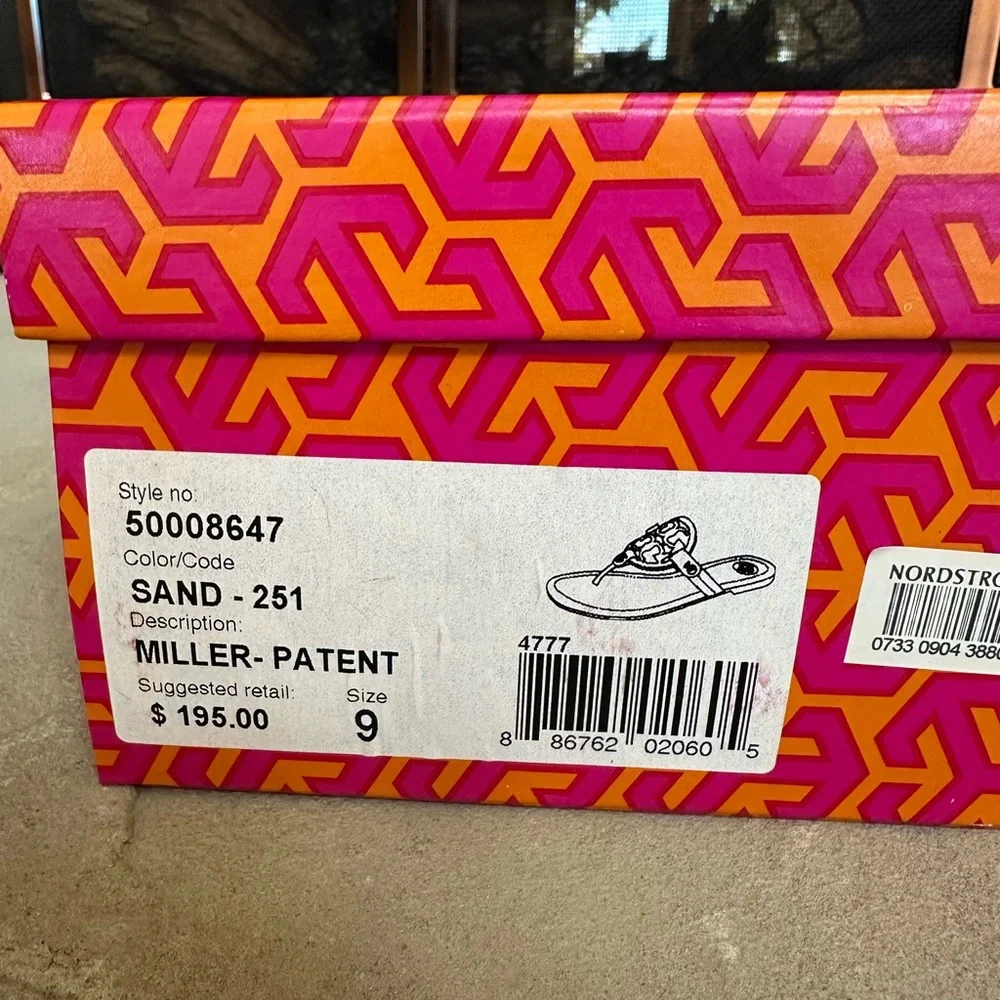 Style no:
50008647
Color/Code
SAND - 251
Description:
MILLER- PATENT
Suggested retail: Size
$ 195.00 9
4777
8 86762 02060 5
NORDSTRO
0733 0904 388